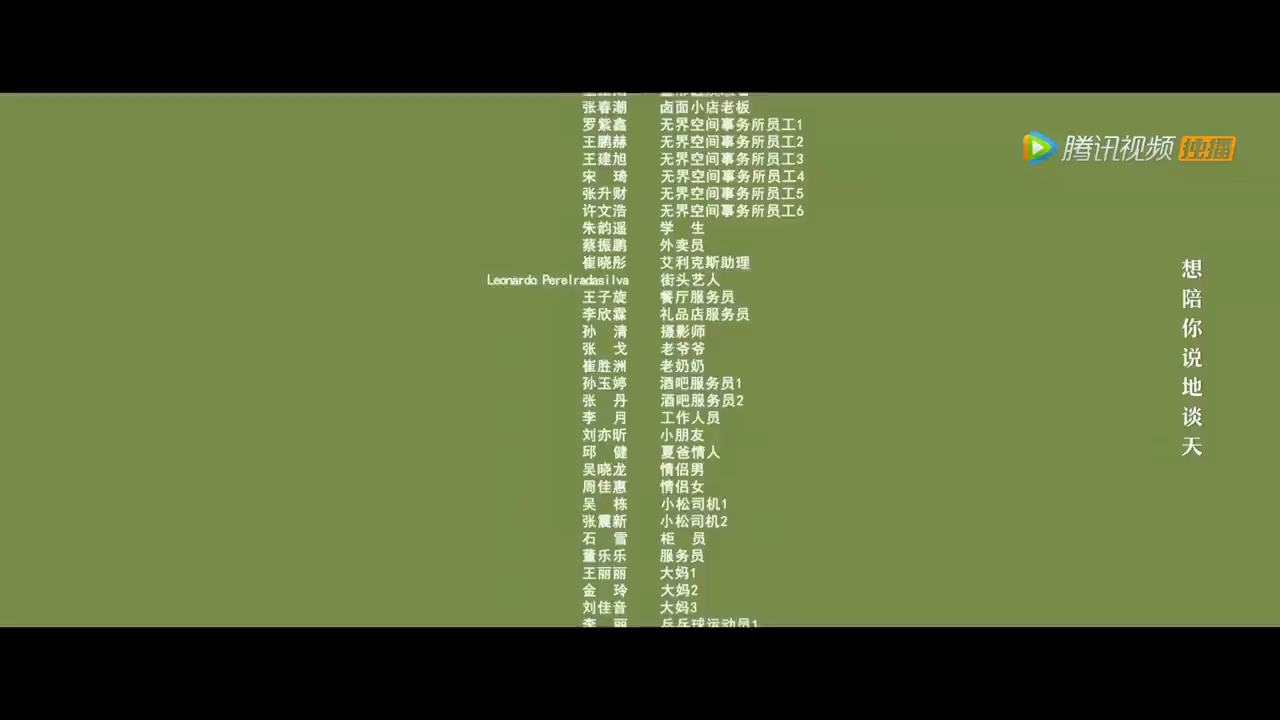 张春潮 卤面小店老板
罗紫鑫 无界空间事务所员工1
王鹏赫 无界空间事务所员工2
王建旭 无界空间事务所员工3
宋 琦 无界空间事务所员工4
张升财 无界空间事务所员工5
许文浩 无界空间事务所员工6
朱韵遥 学 生
蔡振鹏 外卖员
崔晓彤 艾利克斯助理
Leonardo Pereiradasilva 街头艺人
王子旋 餐厅服务员
李欣霖 礼品店服务员
孙 清 摄影师
张 戈 老爷爷
崔胜洲 老奶奶
孙玉婷 酒吧服务员1
张 丹 酒吧服务员2
李 月 工作人员
刘亦昕 小朋友
邱 健 夏爸情人
吴晓龙 情侣男
周佳惠 情侣女
吴 栋 小松司机1
张震新 小松司机2
石 雪 柜 员
董乐乐 服务员
王丽丽 大妈1
金 玲 大妈2
刘佳音 大妈3
李 丽 乒乓球运动员1
腾讯视频 独播
想陪你说地谈天